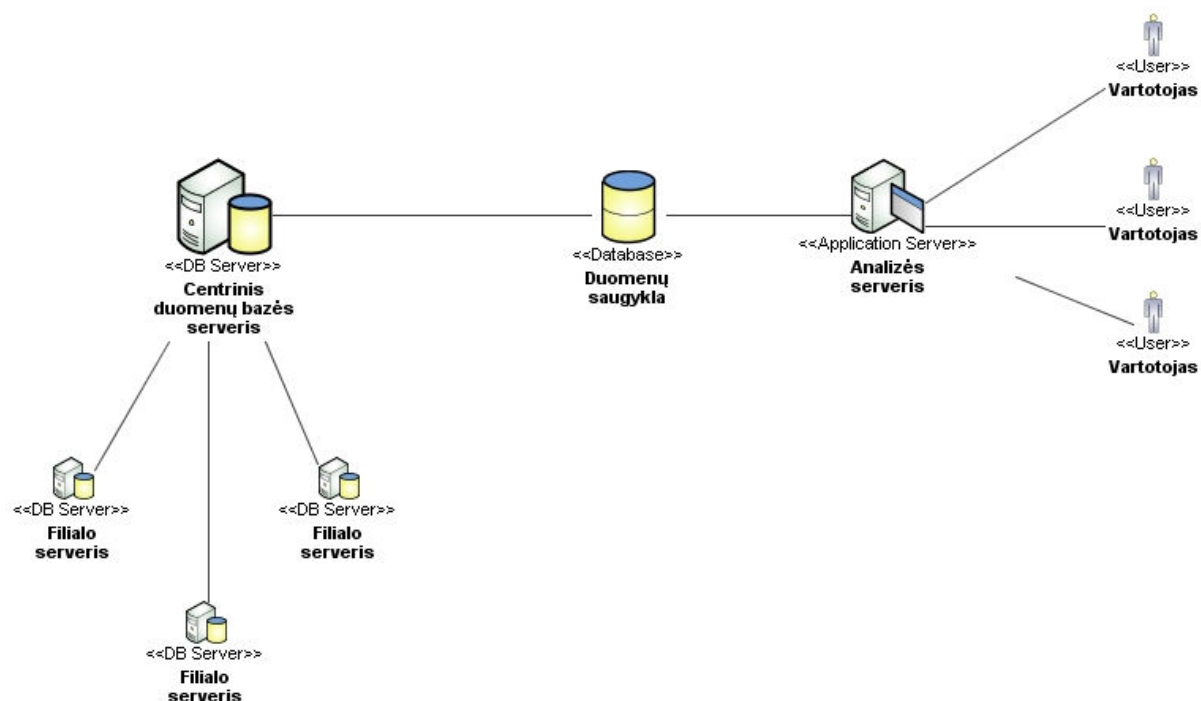 <<User>>
Vartotojas
<<User>>
Vartotojas
<<User>>
Vartotojas
<<DB Server>>
Centrinis
duomenų bazės
serveris
<<Database>>
Duomenų
saugykla
<<Application Server>>
Analizės
serveris
<<DB Server>>
Filialo
serveris
<<DB Server>>
Filialo
serveris
<<DB Server>>
Filialo
serveris